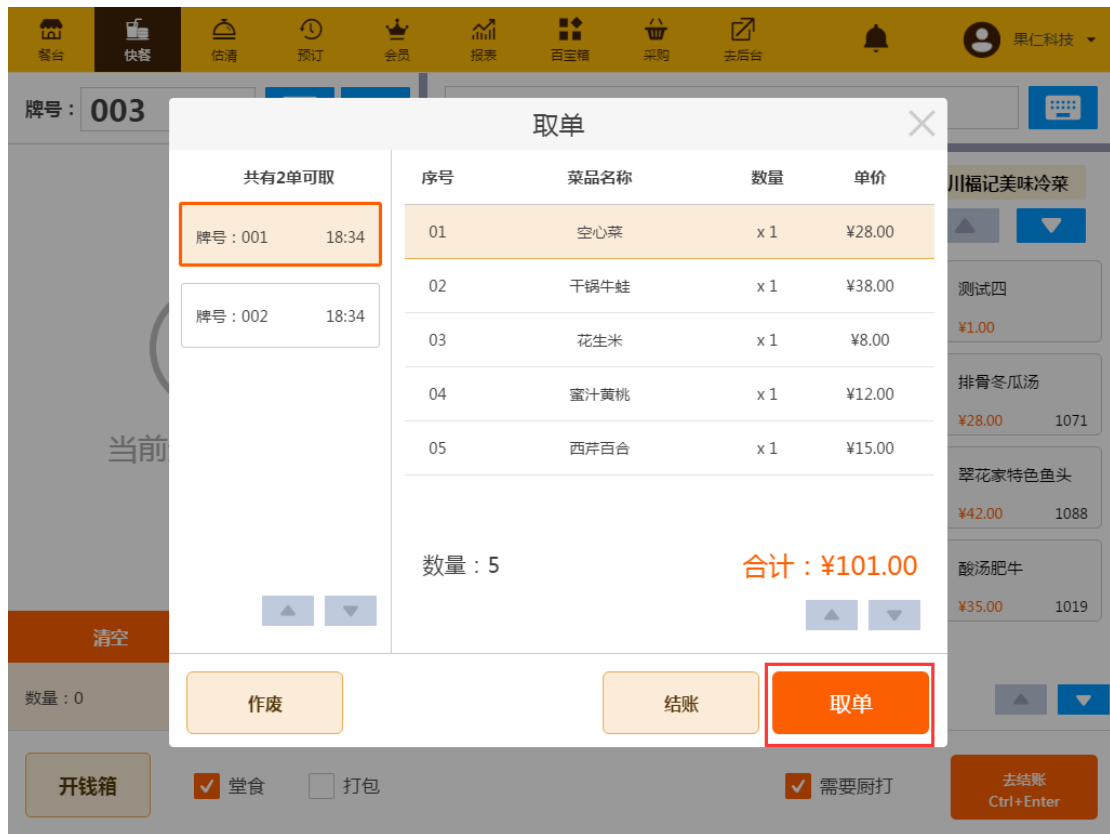 餐台 快餐 估清 预订 会员 报表 百宝箱 采购 去后台 果仁科技
牌号：003
取单
共有2单可取
序号 菜品名称 数量 单价
川福记美味冷菜
牌号：001 18:34
01 空心菜 x 1 ¥28.00
02 干锅牛蛙 x 1 ¥38.00
测试四
牌号：002 18:34
¥1.00
03 花生米 x 1 ¥8.00
排骨冬瓜汤
04 蜜汁黄桃 x 1 ¥12.00
¥28.00 1071
当前
05 西芹百合 x 1 ¥15.00
翠花家特色鱼头
¥42.00 1088
数量：5 合计：¥101.00
酸汤肥牛
¥35.00 1019
清空
数量：0
作废 结账 取单
开钱箱 堂食 打包 需要厨打
去结账
Ctrl+Enter